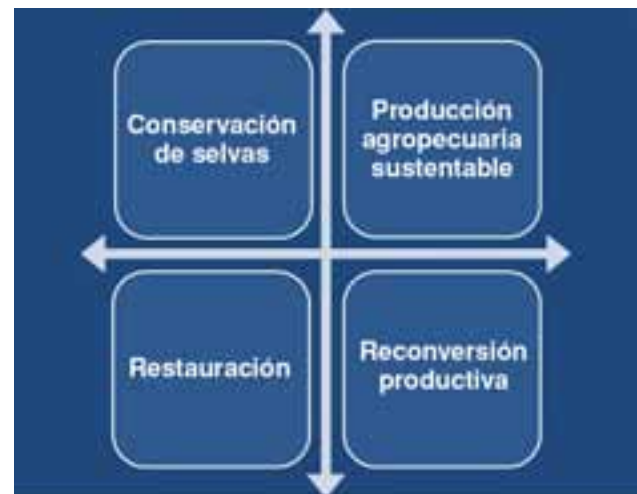 Conservación
de selvas
Producción
agropecuaria
sustentable
Restauración
Reconversión
productiva